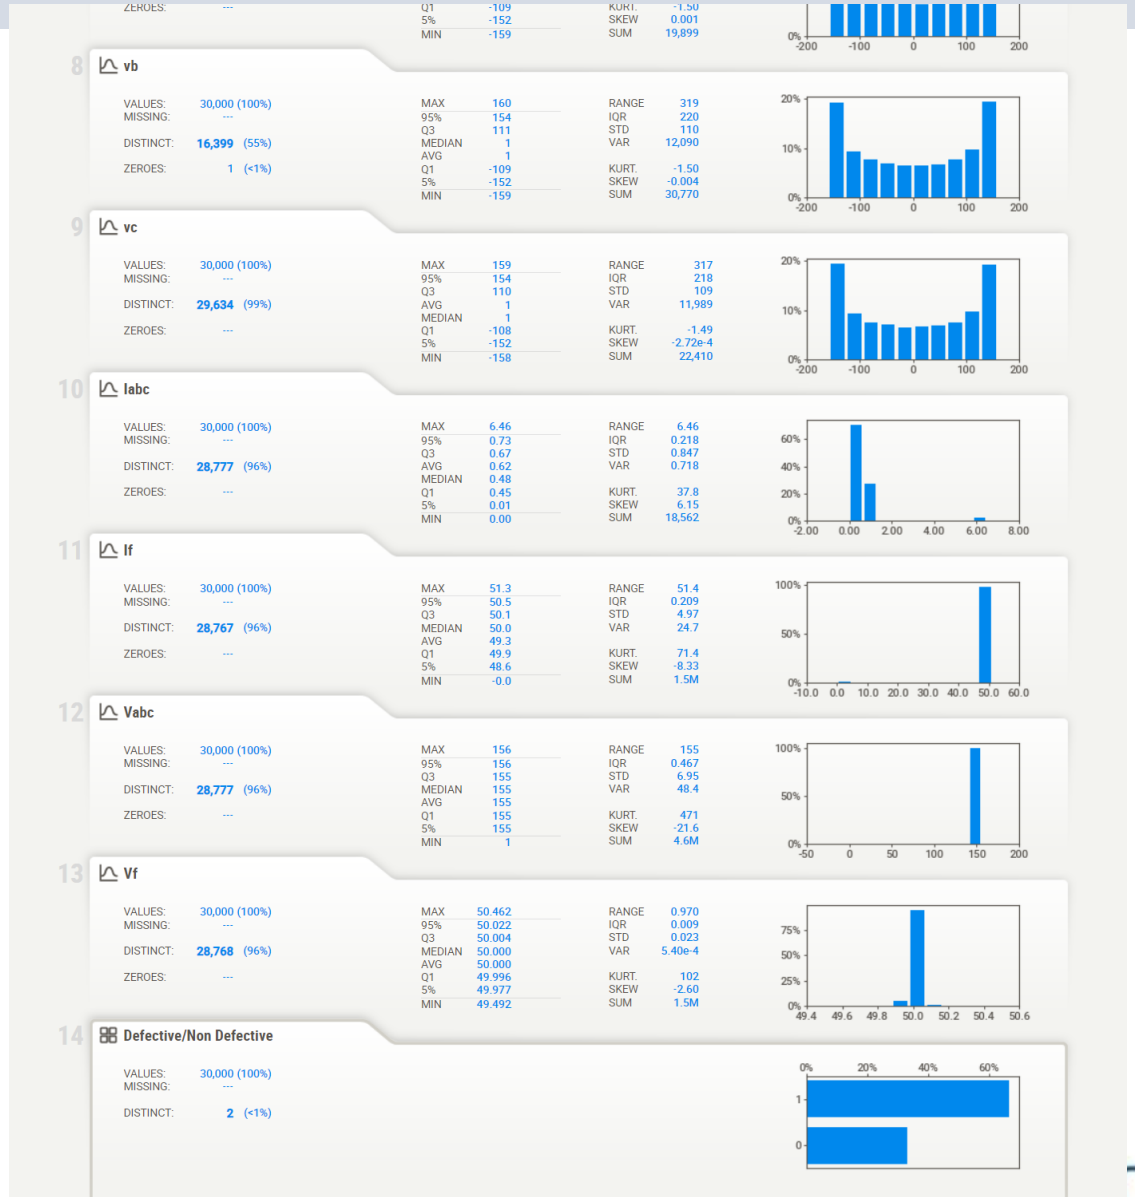 ZEROES: --- Q1 -109 KURT. -1.50
5% -152 SKEW 0.001
MIN -159 SUM 19,899 0%
-200 -100 0 100 200
8 vb
VALUES: 30,000 (100%) MAX 160 RANGE 319 20%
MISSING: --- 95% 154 IQR 220
Q3 111 STD 110
DISTINCT: 16,399 (55%) MEDIAN 1 VAR 12,090
AVG 1 10%
ZEROES: 1 (<1%) Q1 -109 KURT. -1.50
5% -152 SKEW -0.004
MIN -159 SUM 30,770 0%
-200 -100 0 100 200
9 vc
VALUES: 30,000 (100%) MAX 159 RANGE 317 20%
MISSING: --- 95% 154 IQR 218
Q3 110 STD 109
DISTINCT: 29,634 (99%) AVG 1 VAR 11,989
MEDIAN 1 10%
ZEROES: --- Q1 -108 KURT. -1.49
5% -152 SKEW -2.72e-4
MIN -158 SUM 22,410 0%
-200 -100 0 100 200
10 Iabc
VALUES: 30,000 (100%) MAX 6.46 RANGE 6.46
MISSING: --- 95% 0.73 IQR 0.218 60%
Q3 0.67 STD 0.847
DISTINCT: 28,777 (96%) AVG 0.62 VAR 0.718 40%
MEDIAN 0.48
ZEROES: --- Q1 0.45 KURT. 37.8 20%
5% 0.01 SKEW 6.15
MIN 0.00 SUM 18,562 0%
-2.00 0.00 2.00 4.00 6.00 8.00
11 If
VALUES: 30,000 (100%) MAX 51.3 RANGE 51.4 100%
MISSING: --- 95% 50.5 IQR 0.209
Q3 50.1 STD 4.97
DISTINCT: 28,767 (96%) MEDIAN 50.0 VAR 24.7 50%
AVG 49.3
ZEROES: --- Q1 49.9 KURT. 71.4
5% 48.6 SKEW -8.33
MIN -0.0 SUM 1.5M 0%
-10.0 0.0 10.0 20.0 30.0 40.0 50.0 60.0
12 Vabc
VALUES: 30,000 (100%) MAX 156 RANGE 155 100%
MISSING: --- 95% 156 IQR 0.467
Q3 155 STD 6.95
DISTINCT: 28,777 (96%) MEDIAN 155 VAR 48.4 50%
AVG 155
ZEROES: --- Q1 155 KURT. 471
5% 155 SKEW -21.6
MIN 1 SUM 4.6M 0%
-50 0 50 100 150 200
13 Vf
VALUES: 30,000 (100%) MAX 50.462 RANGE 0.970
MISSING: --- 95% 50.022 IQR 0.009 75%
Q3 50.004 STD 0.023
DISTINCT: 28,768 (96%) MEDIAN 50.000 VAR 5.40e-4 50%
AVG 50.000
ZEROES: --- Q1 49.996 KURT. 102 25%
5% 49.977 SKEW -2.60
MIN 49.492 SUM 1.5M 0%
49.4 49.6 49.8 50.0 50.2 50.4 50.6
14 Defective/Non Defective
0% 20% 40% 60%
VALUES: 30,000 (100%)
MISSING: ---
1
DISTINCT: 2 (<1%)
0